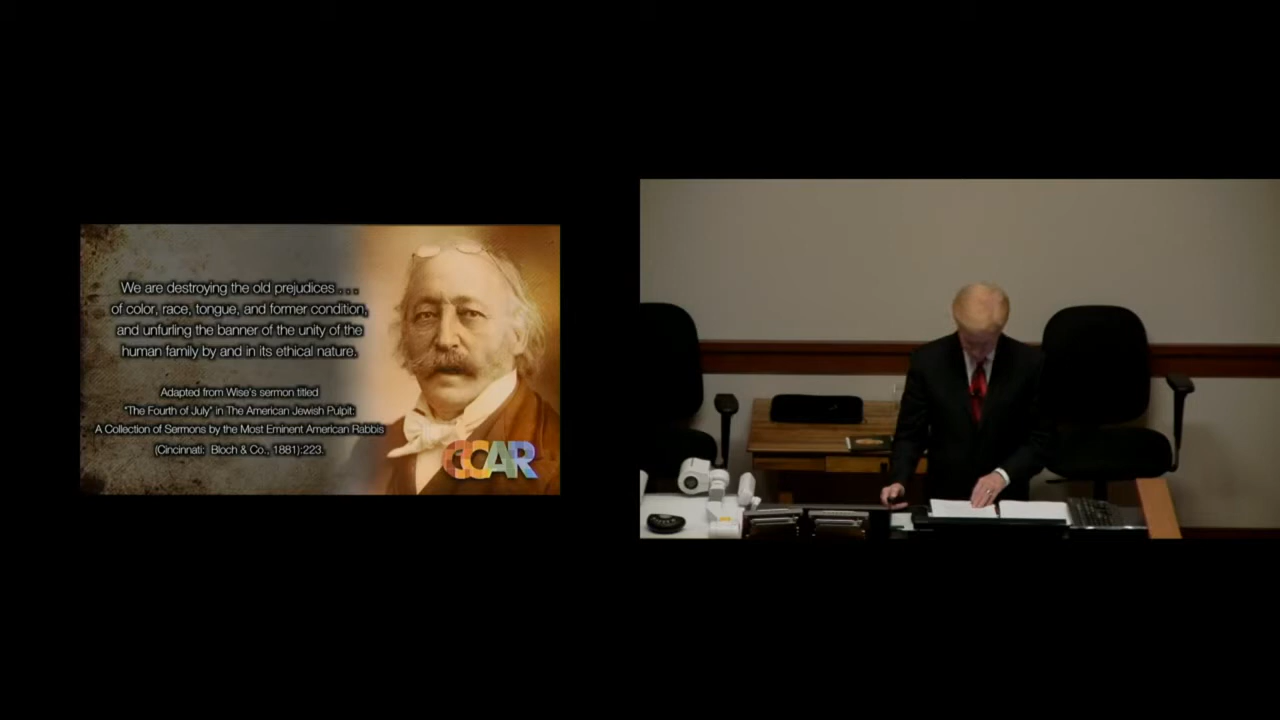 We are destroying the old prejudices . . .
of color, race, tongue, and former condition,
and unfurling the banner of the unity of the
human family by and in its ethical nature.
Adapted from Wise's sermon titled
"The Fourth of July" in The American Jewish Pulpit:
A Collection of Sermons by the Most Eminent American Rabbis
(Cincinnati: Bloch & Co., 1881):223.
CCAR